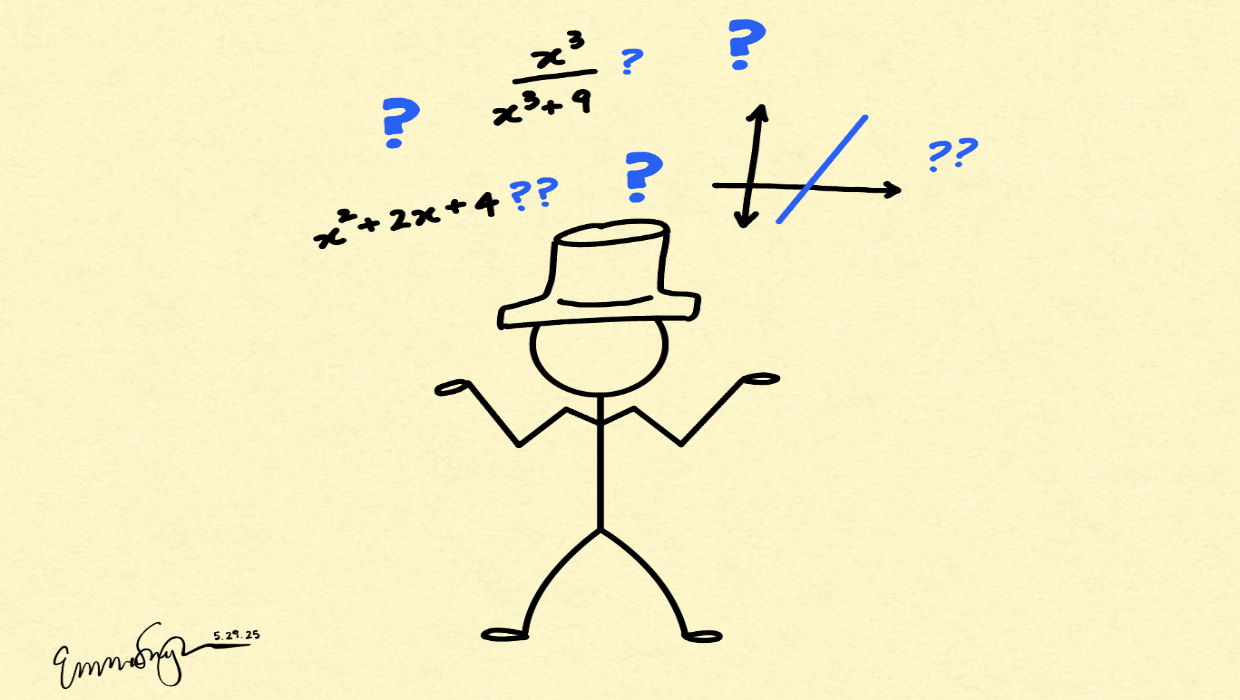 ?
x³
/
x³ + 9
?
?
x² + 2x + 4 ??
?
??
5.29.25